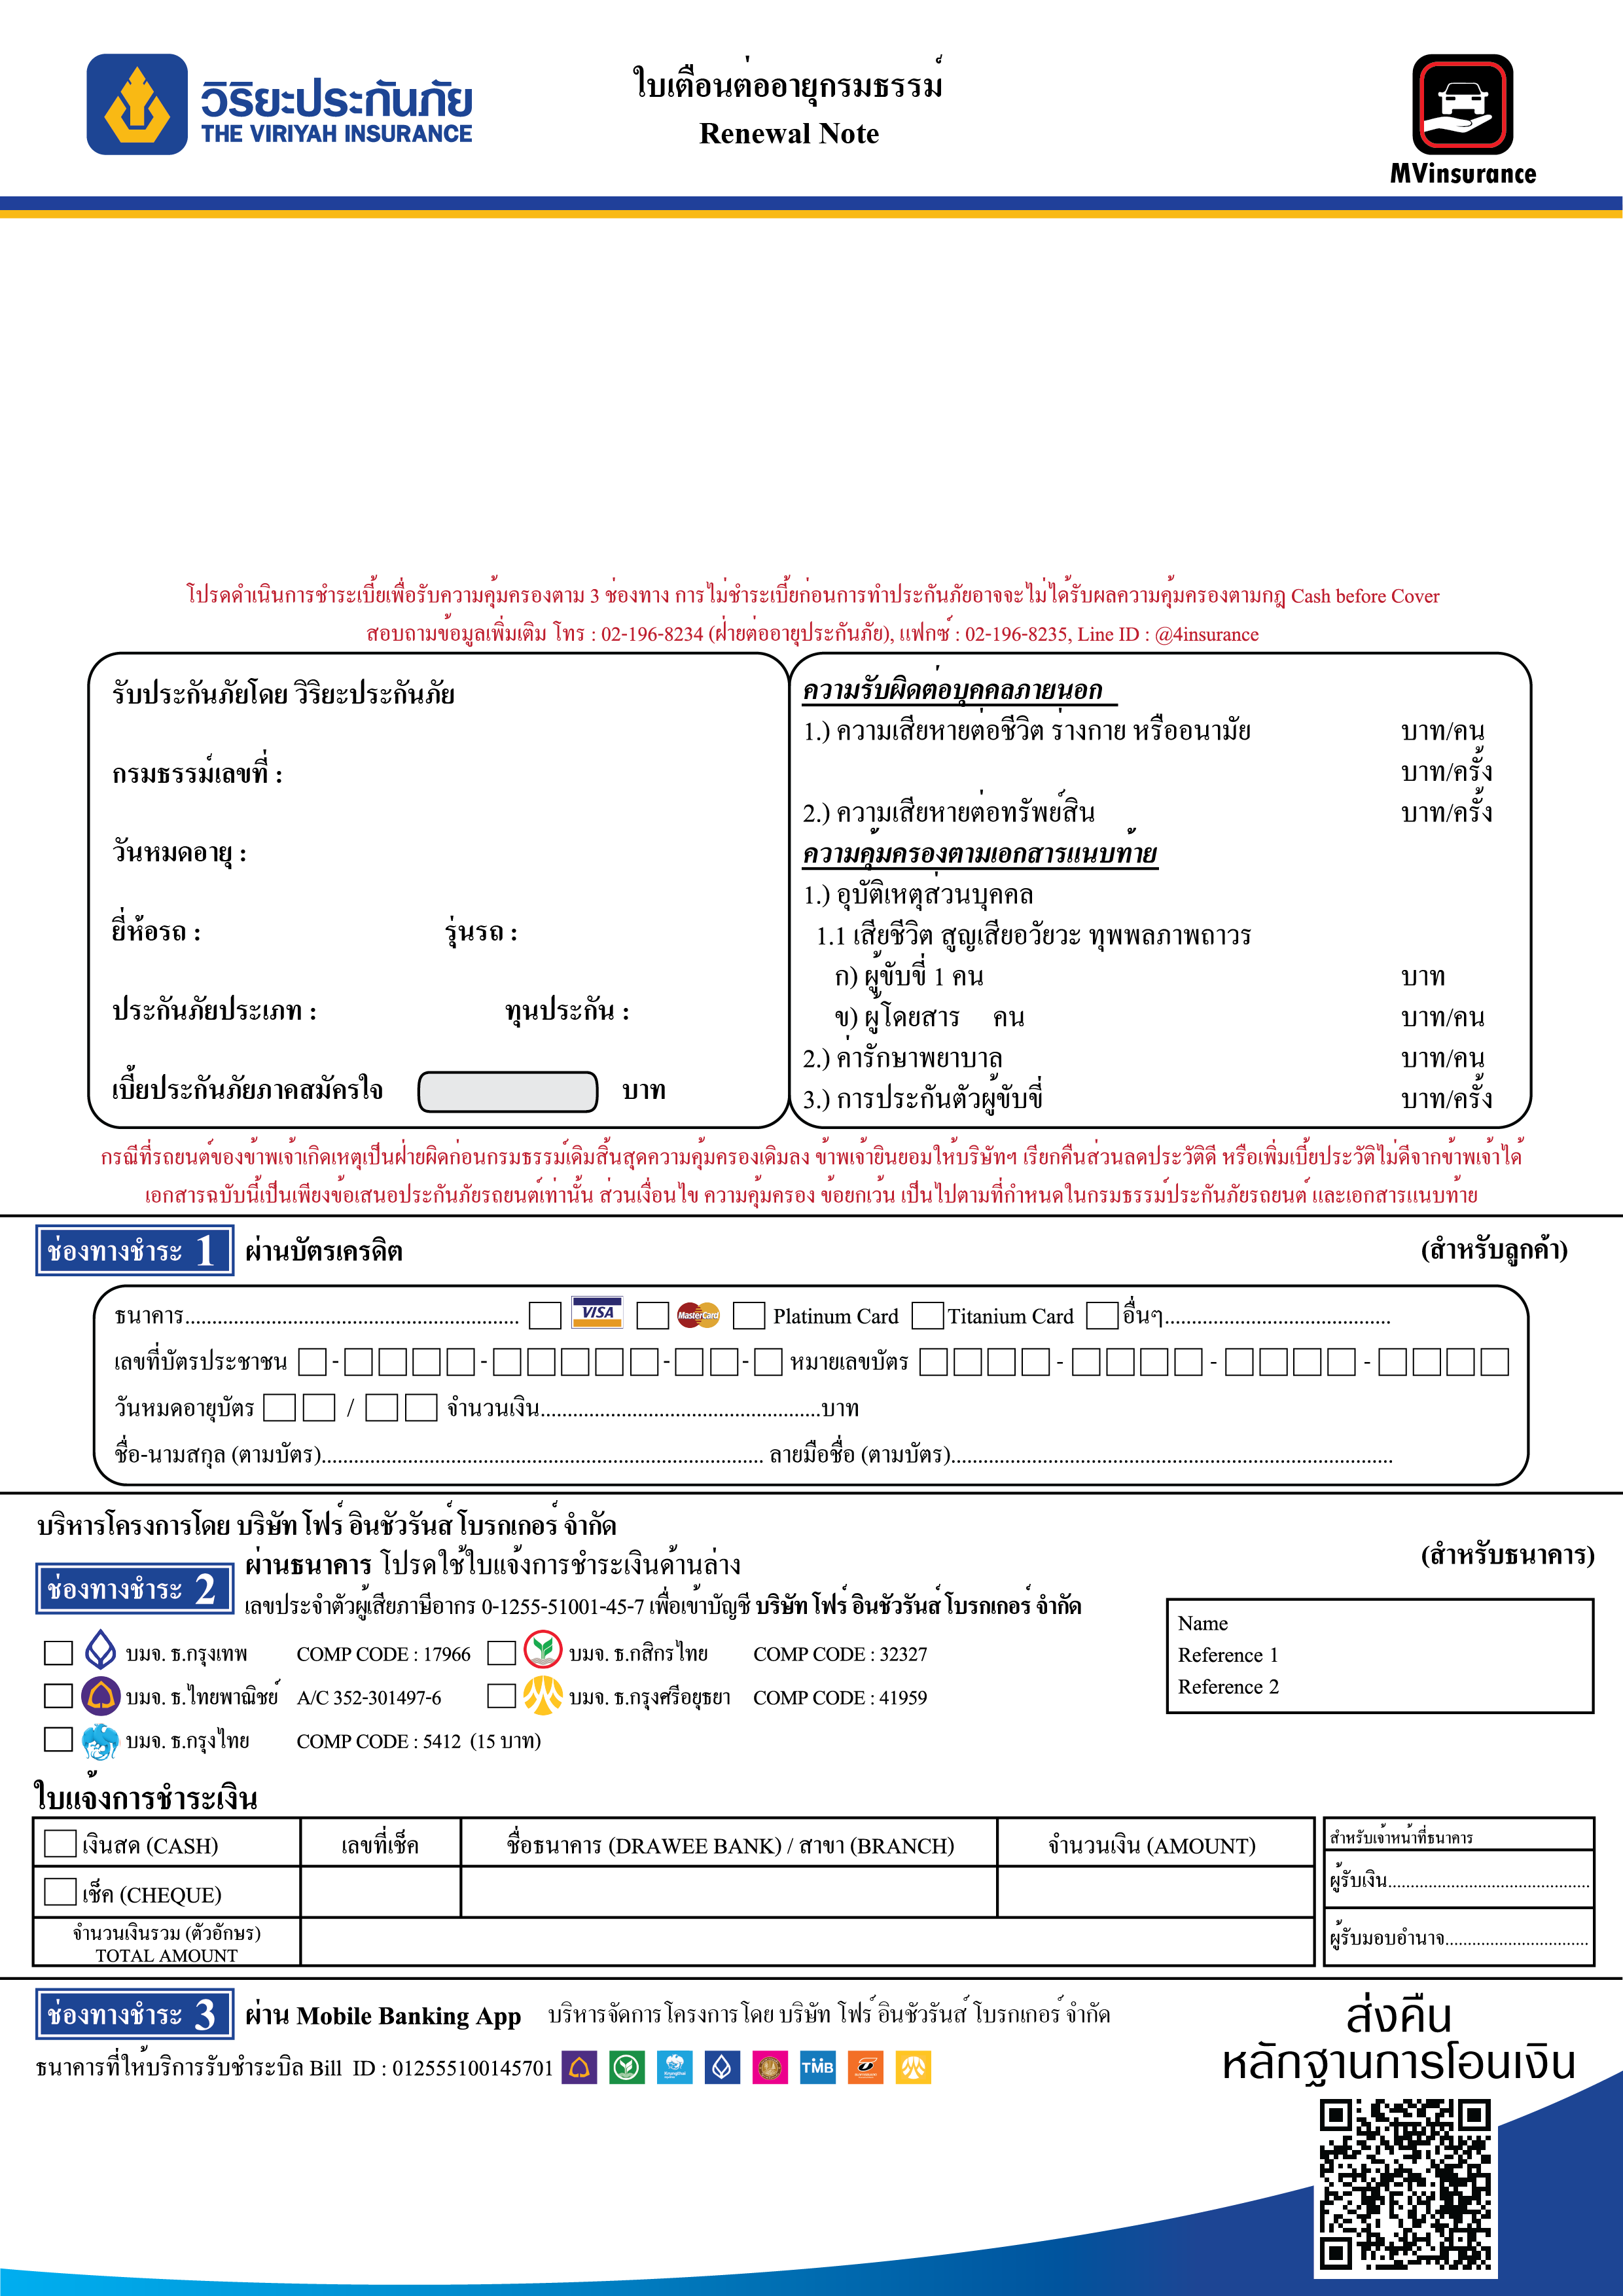 วิริยะประกันภัย
THE VIRIYAH INSURANCE
ใบเตือนต่ออายุกรมธรรม์
Renewal Note
MVinsurance
โปรดดำเนินการชำระเบี้ยเพื่อรับความคุ้มครองตาม 3 ช่องทาง การไม่ชำระเบี้ยก่อนการทำประกันภัยอาจจะไม่ได้รับผลความคุ้มครองตามกฎ Cash before Cover
สอบถามข้อมูลเพิ่มเติม โทร : 02-196-8234 (ฝ่ายต่ออายุประกันภัย), แฟกซ์ : 02-196-8235, Line ID : @4insurance
รับประกันภัยโดย วิริยะประกันภัย
กรมธรรม์เลขที่ :
วันหมดอายุ :
ยี่ห้อรถ : รุ่นรถ :
ประกันภัยประเภท : ทุนประกัน :
เบี้ยประกันภัยภาคสมัครใจ บาท
ความรับผิดต่อบุคคลภายนอก
1.) ความเสียหายต่อชีวิต ร่างกาย หรืออนามัย บาท/คน
บาท/ครั้ง
2.) ความเสียหายต่อทรัพย์สิน บาท/ครั้ง
ความคุ้มครองตามเอกสารแนบท้าย
1.) อุบัติเหตุส่วนบุคคล
1.1 เสียชีวิต สูญเสียอวัยวะ ทุพพลภาพถาวร
ก) ผู้ขับขี่ 1 คน บาท
ข) ผู้โดยสาร คน บาท/คน
2.) ค่ารักษาพยาบาล บาท/คน
3.) การประกันตัวผู้ขับขี่ บาท/ครั้ง
กรณีที่รถยนต์ของข้าพเจ้าเกิดเหตุเป็นฝ่ายผิดก่อนกรมธรรม์เดิมสิ้นสุดความคุ้มครองเดิมลง ข้าพเจ้ายินยอมให้บริษัทฯ เรียกคืนส่วนลดประวัติดี หรือเพิ่มเบี้ยประวัติไม่ดีจากข้าพเจ้าได้
เอกสารฉบับนี้เป็นเพียงข้อเสนอประกันภัยรถยนต์เท่านั้น ส่วนเงื่อนไข ความคุ้มครอง ข้อยกเว้น เป็นไปตามที่กำหนดในกรมธรรม์ประกันภัยรถยนต์ และเอกสารแนบท้าย
ช่องทางชำระ 1 ผ่านบัตรเครดิต (สำหรับลูกค้า)
ธนาคาร.............................................................. VISA MasterCard Platinum Card Titanium Card อื่นๆ..........................................
เลขที่บัตรประชาชน - - - - หมายเลขบัตร - - -
วันหมดอายุบัตร / จำนวนเงิน....................................................บาท
ชื่อ-นามสกุล (ตามบัตร).................................................................................. ลายมือชื่อ (ตามบัตร)..................................................................................
บริหารโครงการโดย บริษัท โฟร์ อินชัวรันส์ โบรกเกอร์ จำกัด
ช่องทางชำระ 2 ผ่านธนาคาร โปรดใช้ใบแจ้งการชำระเงินด้านล่าง (สำหรับธนาคาร)
เลขประจำตัวผู้เสียภาษีอากร 0-1255-51001-45-7 เพื่อเข้าบัญชี บริษัท โฟร์ อินชัวรันส์ โบรกเกอร์ จำกัด
Name
Reference 1
Reference 2
บมจ. ธ.กรุงเทพ COMP CODE : 17966 บมจ. ธ.กสิกรไทย COMP CODE : 32327
บมจ. ธ.ไทยพาณิชย์ A/C 352-301497-6 บมจ. ธ.กรุงศรีอยุธยา COMP CODE : 41959
บมจ. ธ.กรุงไทย COMP CODE : 5412 (15 บาท)
ใบแจ้งการชำระเงิน
เงินสด (CASH) เลขที่เช็ค ชื่อธนาคาร (DRAWEE BANK) / สาขา (BRANCH) จำนวนเงิน (AMOUNT)
เช็ค (CHEQUE)
จำนวนเงินรวม (ตัวอักษร)
TOTAL AMOUNT
สำหรับเจ้าหน้าที่ธนาคาร
ผู้รับเงิน.............................................
ผู้รับมอบอำนาจ................................
ช่องทางชำระ 3 ผ่าน Mobile Banking App บริหารจัดการโครงการโดย บริษัท โฟร์ อินชัวรันส์ โบรกเกอร์ จำกัด
ธนาคารที่ให้บริการรับชำระบิล Bill ID : 012555100145701 TMB
ส่งคืน
หลักฐานการโอนเงิน